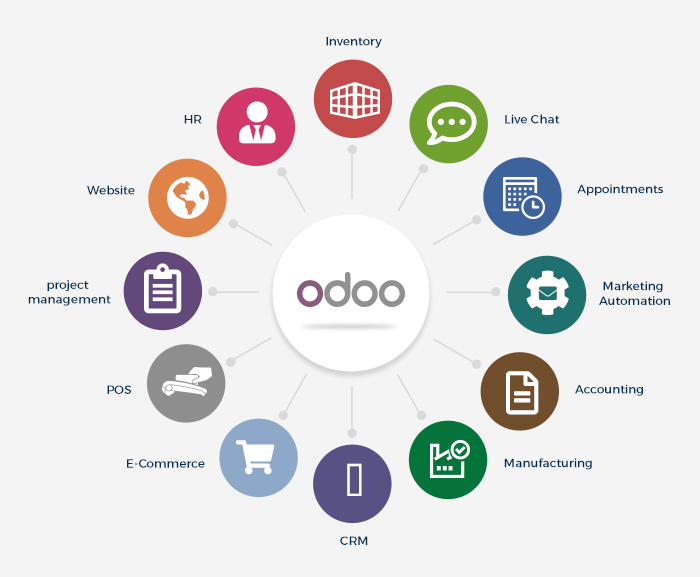 Inventory
HR
Live Chat
Website
Appointments
odoo
project
management
Marketing
Automation
POS
Accounting
E-Commerce
Manufacturing
CRM